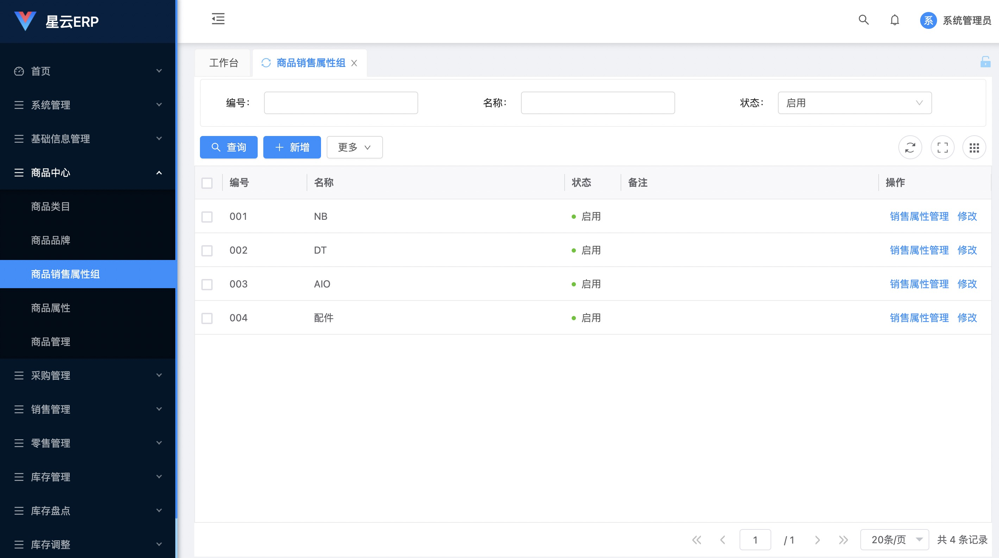 星云ERP
系 系统管理员
首页
系统管理
基础信息管理
商品中心
商品类目
商品品牌
商品销售属性组
商品属性
商品管理
采购管理
销售管理
零售管理
库存管理
库存盘点
库存调整
工作台 商品销售属性组
编号: 名称: 状态: 启用
查询 新增 更多
编号 名称 状态 备注 操作
001 NB 启用 销售属性管理 修改
002 DT 启用 销售属性管理 修改
003 AIO 启用 销售属性管理 修改
004 配件 启用 销售属性管理 修改
1 / 1 20条/页 共 4 条记录